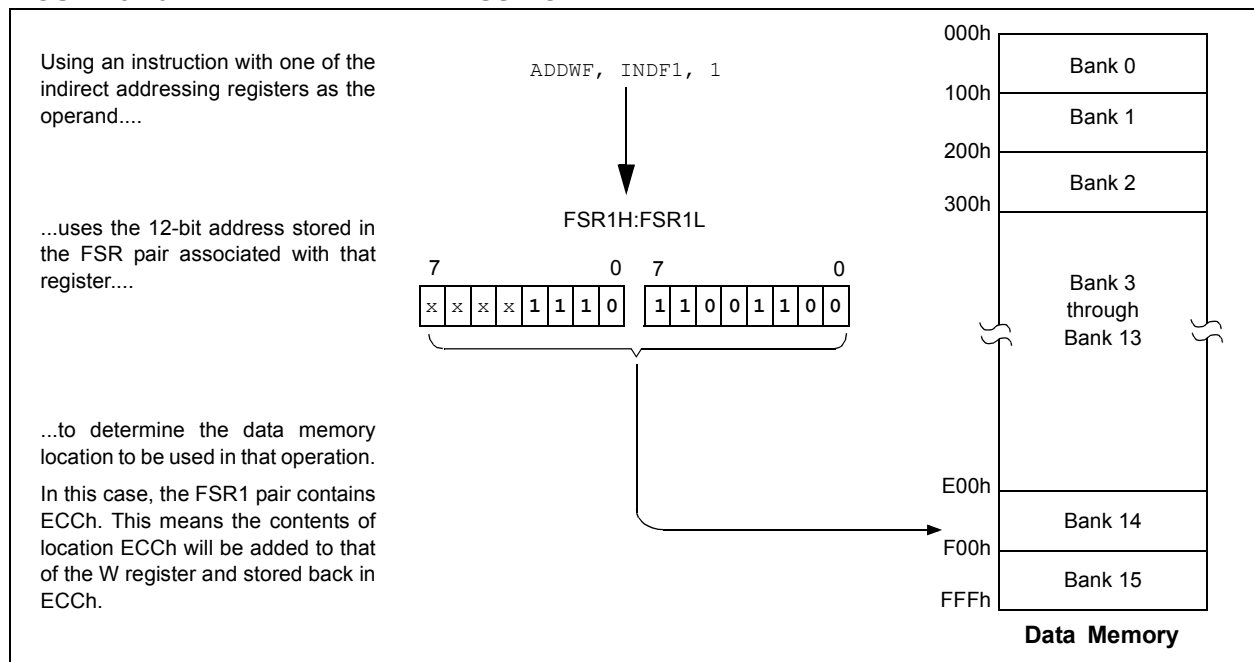 Using an instruction with one of the
indirect addressing registers as the
operand....
ADDWF, INDF1, 1
...uses the 12-bit address stored in
the FSR pair associated with that
register....
FSR1H:FSR1L
7 0 7 0
x x x x 1 1 1 0 1 1 0 0 1 1 0 0
...to determine the data memory
location to be used in that operation.
In this case, the FSR1 pair contains
ECCh. This means the contents of
location ECCh will be added to that
of the W register and stored back in
ECCh.
000h
Bank 0
100h
Bank 1
200h
Bank 2
300h
Bank 3
through
Bank 13
E00h
Bank 14
F00h
Bank 15
FFFh
Data Memory